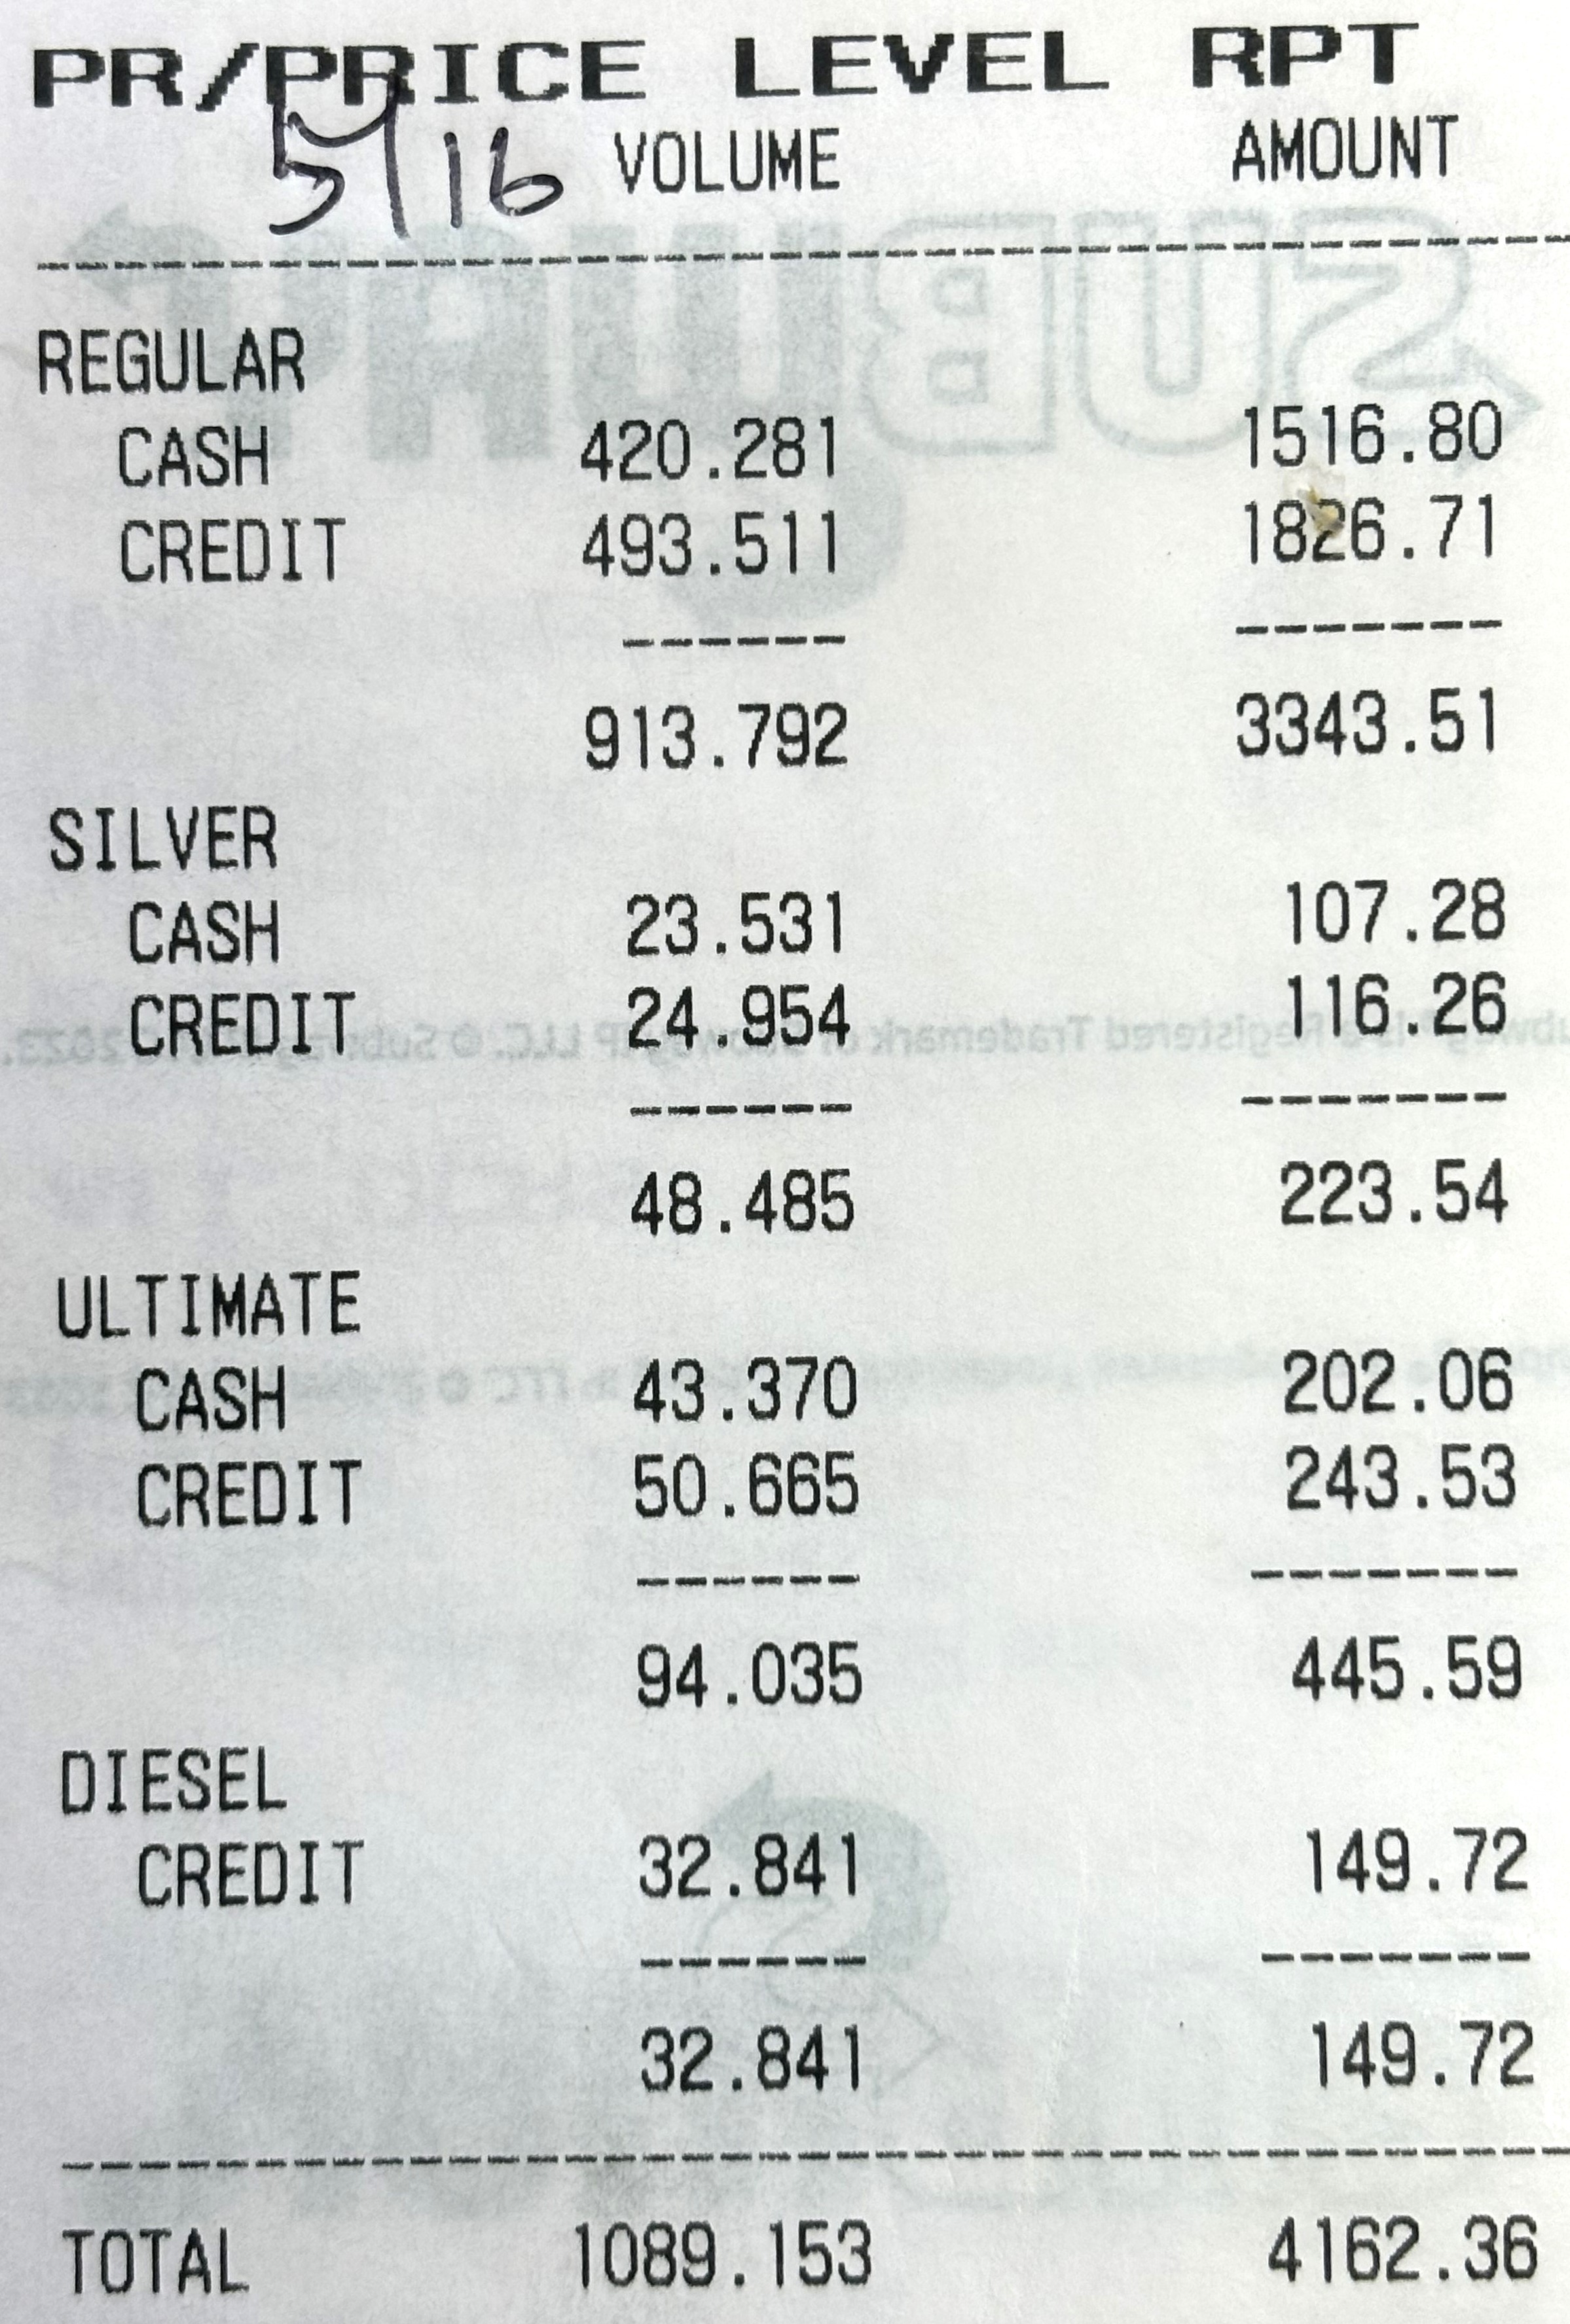 PR/PRICE LEVEL RPT
5/16 VOLUME AMOUNT
REGULAR
CASH 420.281 1516.80
CREDIT 493.511 1826.71
913.792 3343.51
SILVER
CASH 23.531 107.28
CREDIT 24.954 116.26
48.485 223.54
ULTIMATE
CASH 43.370 202.06
CREDIT 50.665 243.53
94.035 445.59
DIESEL
CREDIT 32.841 149.72
32.841 149.72
TOTAL 1089.153 4162.36